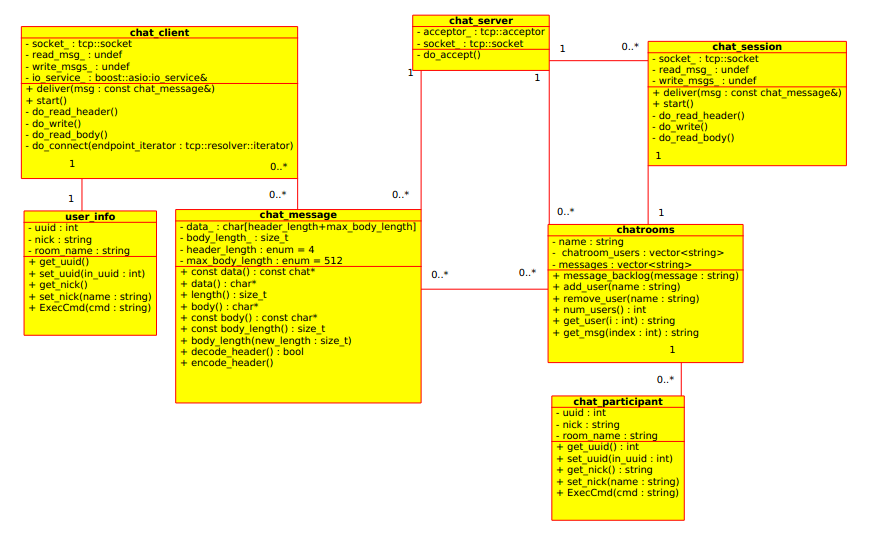 chat_client
- socket_ : tcp::socket
- read_msg_ : undef
- write_msgs_ : undef
- io_service_ : boost::asio:io_service&
+ deliver(msg : const chat_message&)
+ start()
- do_read_header()
- do_write()
- do_read_body()
- do_connect(endpoint_iterator : tcp::resolver::iterator)
1
0..*
chat_server
- acceptor_ : tcp::acceptor
- socket_ : tcp::socket
- do_accept()
1
0..*
1
1
chat_session
- socket_ : tcp::socket
- read_msg_ : undef
- write_msgs_ : undef
+ deliver(msg : const chat_message&)
+ start()
- do_read_header()
- do_write()
- do_read_body()
1
1
0..*
0..*
0..*
1
user_info
- uuid : int
- nick : string
- room_name : string
+ get_uuid()
+ set_uuid(in_uuid : int)
+ get_nick()
+ set_nick(name : string)
+ ExecCmd(cmd : string)
chat_message
- data_ : char[header_length+max_body_length]
- body_length_ : size_t
- header_length : enum = 4
- max_body_length : enum = 512
+ const data() : const char*
+ data() : char*
+ length() : size_t
+ body() : char*
+ const body() : const char*
+ const body_length() : size_t
+ body_length(new_length : size_t)
+ decode_header() : bool
+ encode_header()
0..*
0..*
chatrooms
- name : string
- chatroom_users : vector<string>
- messages : vector<string>
+ message_backlog(message : string)
+ add_user(name : string)
+ remove_user(name : string)
+ num_users() : int
+ get_user(i : int) : string
+ get_msg(index : int) : string
1
0..*
chat_participant
- uuid : int
- nick : string
- room_name : string
+ get_uuid() : int
+ set_uuid(in_uuid : int)
+ get_nick() : string
+ set_nick(name : string)
+ ExecCmd(cmd : string)